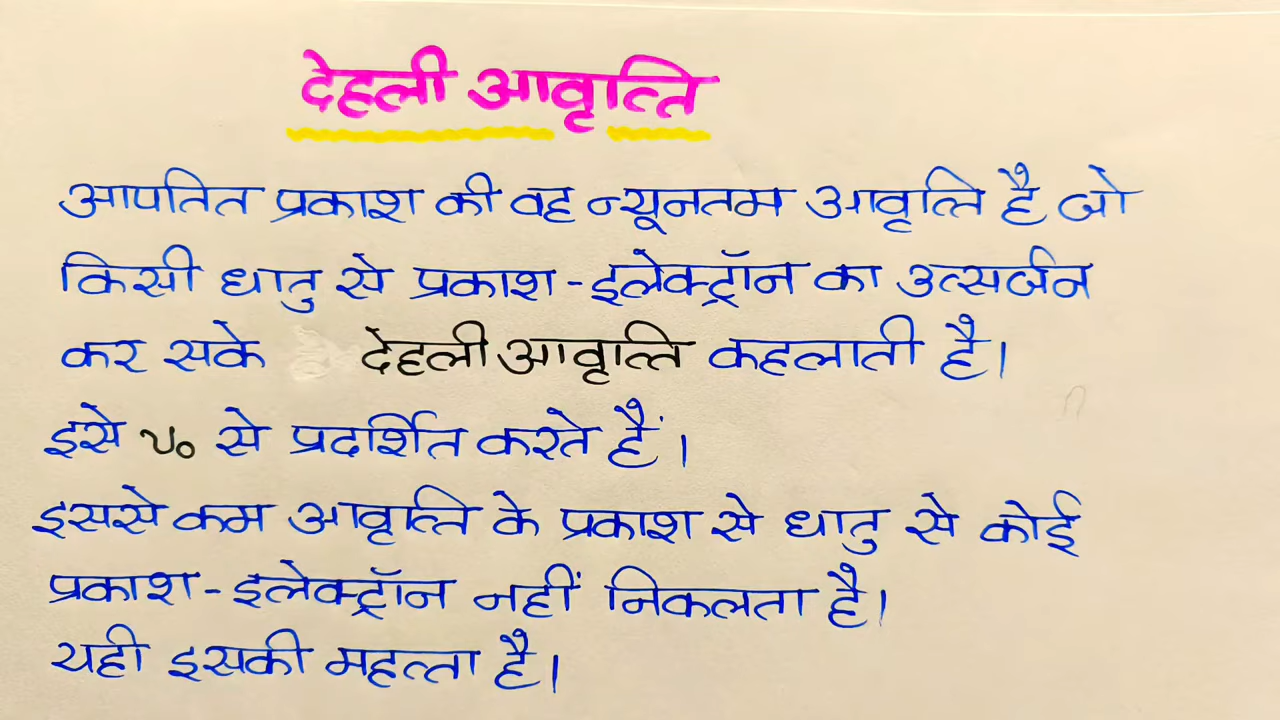 देहली आवृत्ति
आपतित प्रकाश की वह न्यूनतम आवृत्ति है जो
किसी धातु से प्रकाश-इलेक्ट्रॉन का उत्सर्जन
कर सके देहली आवृत्ति कहलाती है।
इसे ν₀ से प्रदर्शित करते हैं।
इससे कम आवृत्ति के प्रकाश से धातु से कोई
प्रकाश-इलेक्ट्रॉन नहीं निकलता है।
यही इसकी महत्ता है।